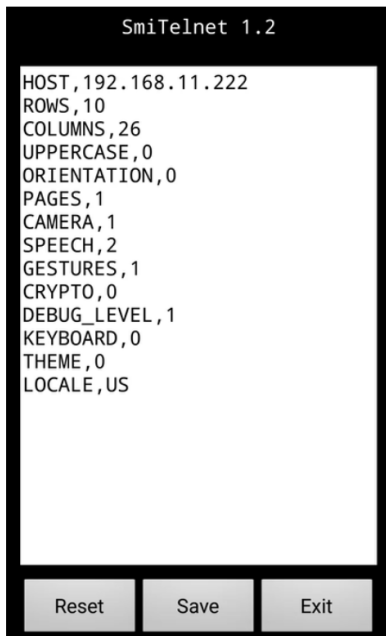 SmiTelnet 1.2
HOST,192.168.11.222
ROWS,10
COLUMNS,26
UPPERCASE,0
ORIENTATION,0
PAGES,1
CAMERA,1
SPEECH,2
GESTURES,1
CRYPTO,0
DEBUG_LEVEL,1
KEYBOARD,0
THEME,0
LOCALE,US
Reset Save Exit